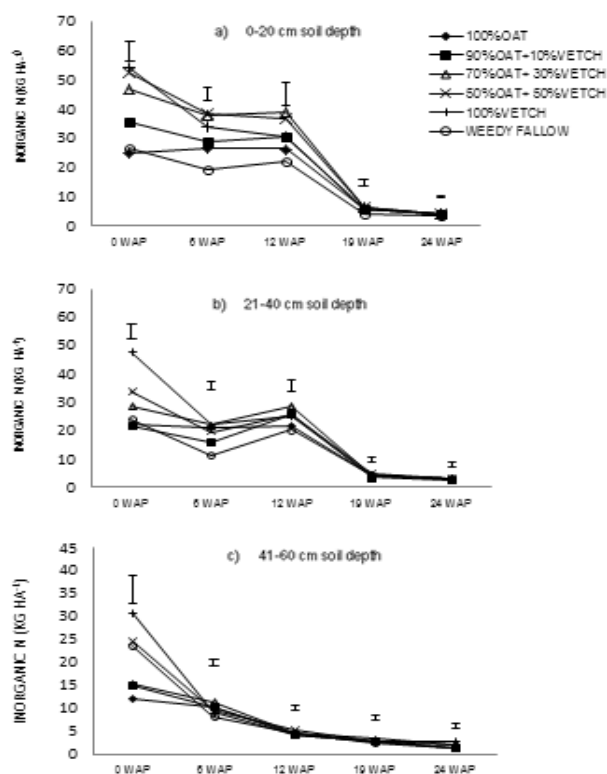 a) 0-20 cm soil depth
INORGANIC N (KG HA-1)
70
60
50
40
30
20
10
0
0 WAP 6 WAP 12 WAP 19 WAP 24 WAP
100%OAT
90%OAT+10%VETCH
70%OAT+ 30%VETCH
50%OAT+ 50%VETCH
100%VETCH
WEEDY FALLOW
b) 21-40 cm soil depth
INORGANIC N (KG HA-1)
70
60
50
40
30
20
10
0
0 WAP 6 WAP 12 WAP 19 WAP 24 WAP
c) 41-60 cm soil depth
INORGANIC N (KG HA-1)
45
40
35
30
25
20
15
10
5
0
0 WAP 6 WAP 12 WAP 19 WAP 24 WAP